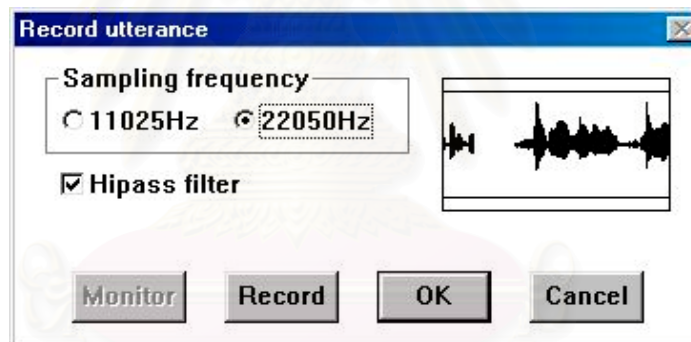 Record utterance
Sampling frequency
11025Hz 22050Hz
Hipass filter
Monitor Record OK Cancel